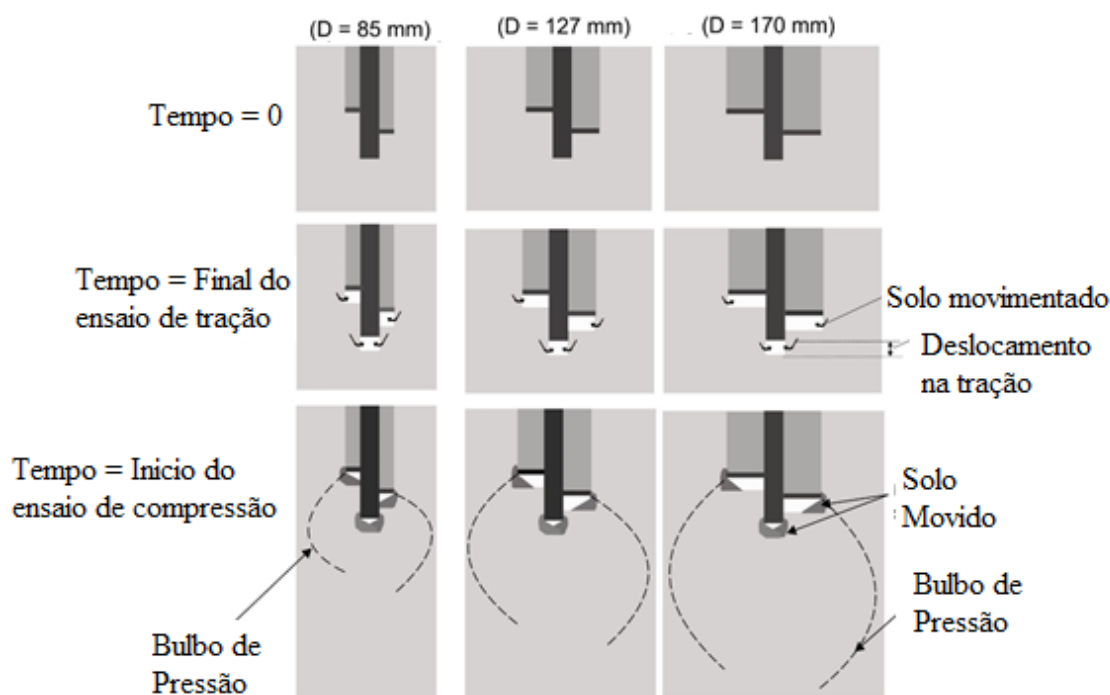 (D = 85 mm)
(D = 127 mm)
(D = 170 mm)
Tempo = 0
Tempo = Final do
ensaio de tração
Solo movimentado
Deslocamento
na tração
Tempo = Inicio do
ensaio de compressão
Solo
Movido
Bulbo de
Pressão
Bulbo de
Pressão